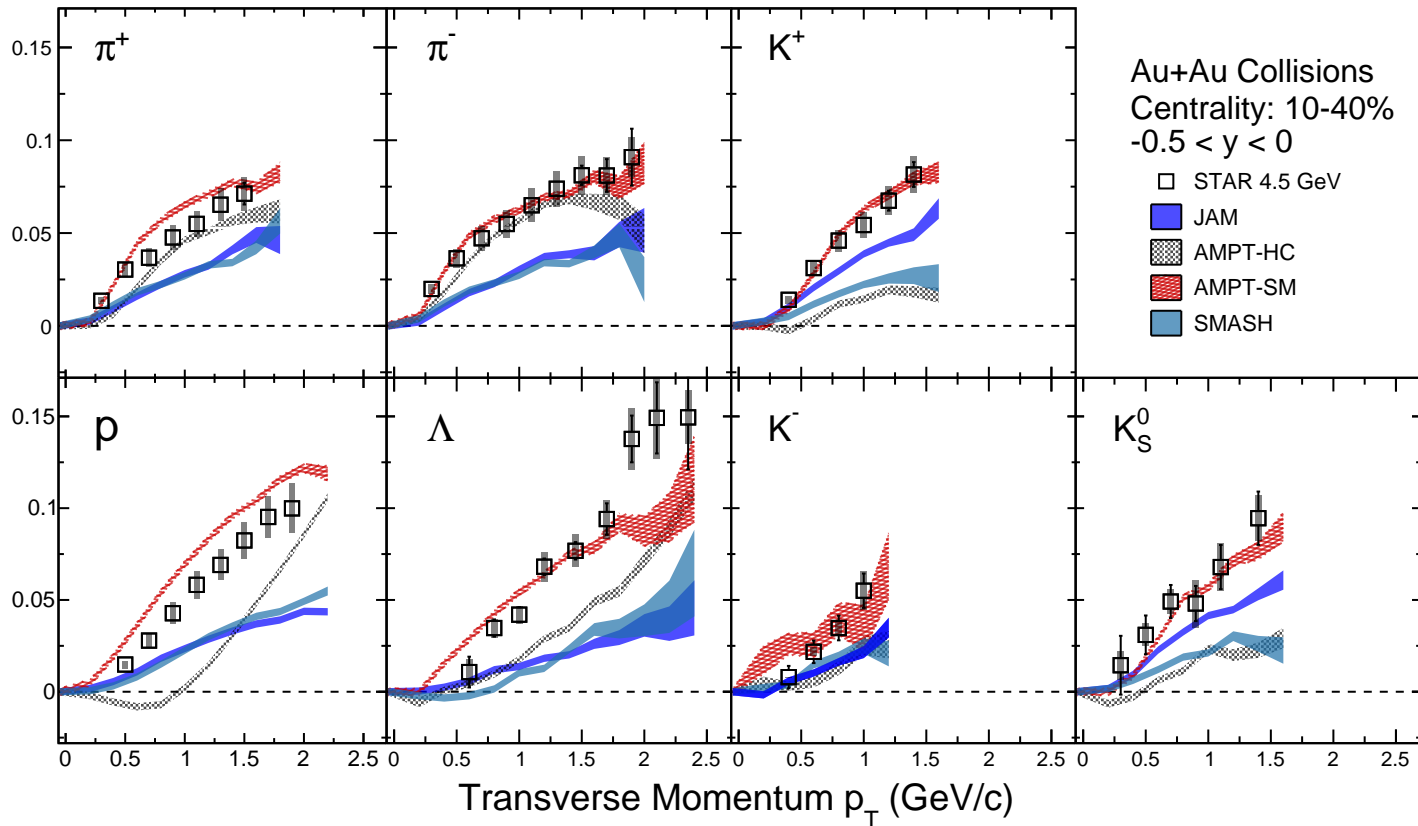 0.15
0.1
0.05
0
π+
π-
K+
Au+Au Collisions
Centrality: 10-40%
-0.5 < y < 0
STAR 4.5 GeV
JAM
AMPT-HC
AMPT-SM
SMASH
0.15
0.1
0.05
0
p
Λ
K-
K0S
0 0.5 1 1.5 2 2.5 0 0.5 1 1.5 2 2.5 0 0.5 1 1.5 2 2.5 0 0.5 1 1.5 2 2.5
Transverse Momentum pT (GeV/c)